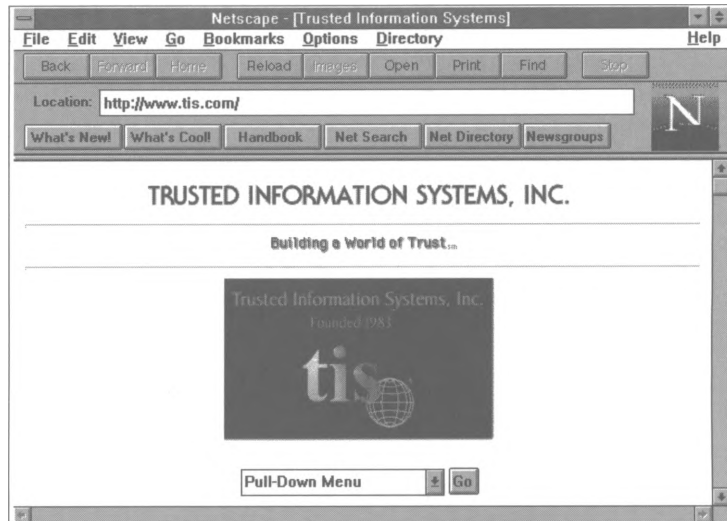 Netscape - [Trusted Information Systems]
File Edit View Go Bookmarks Options Directory Help
Back Forward Home Reload Images Open Print Find Stop
Location: http://www.tis.com/
N
What's New! What's Cool! Handbook Net Search Net Directory Newsgroups
TRUSTED INFORMATION SYSTEMS, INC.
Building a World of Trust
Trusted Information Systems, Inc.
Founded 1983
tis
Pull-Down Menu Go